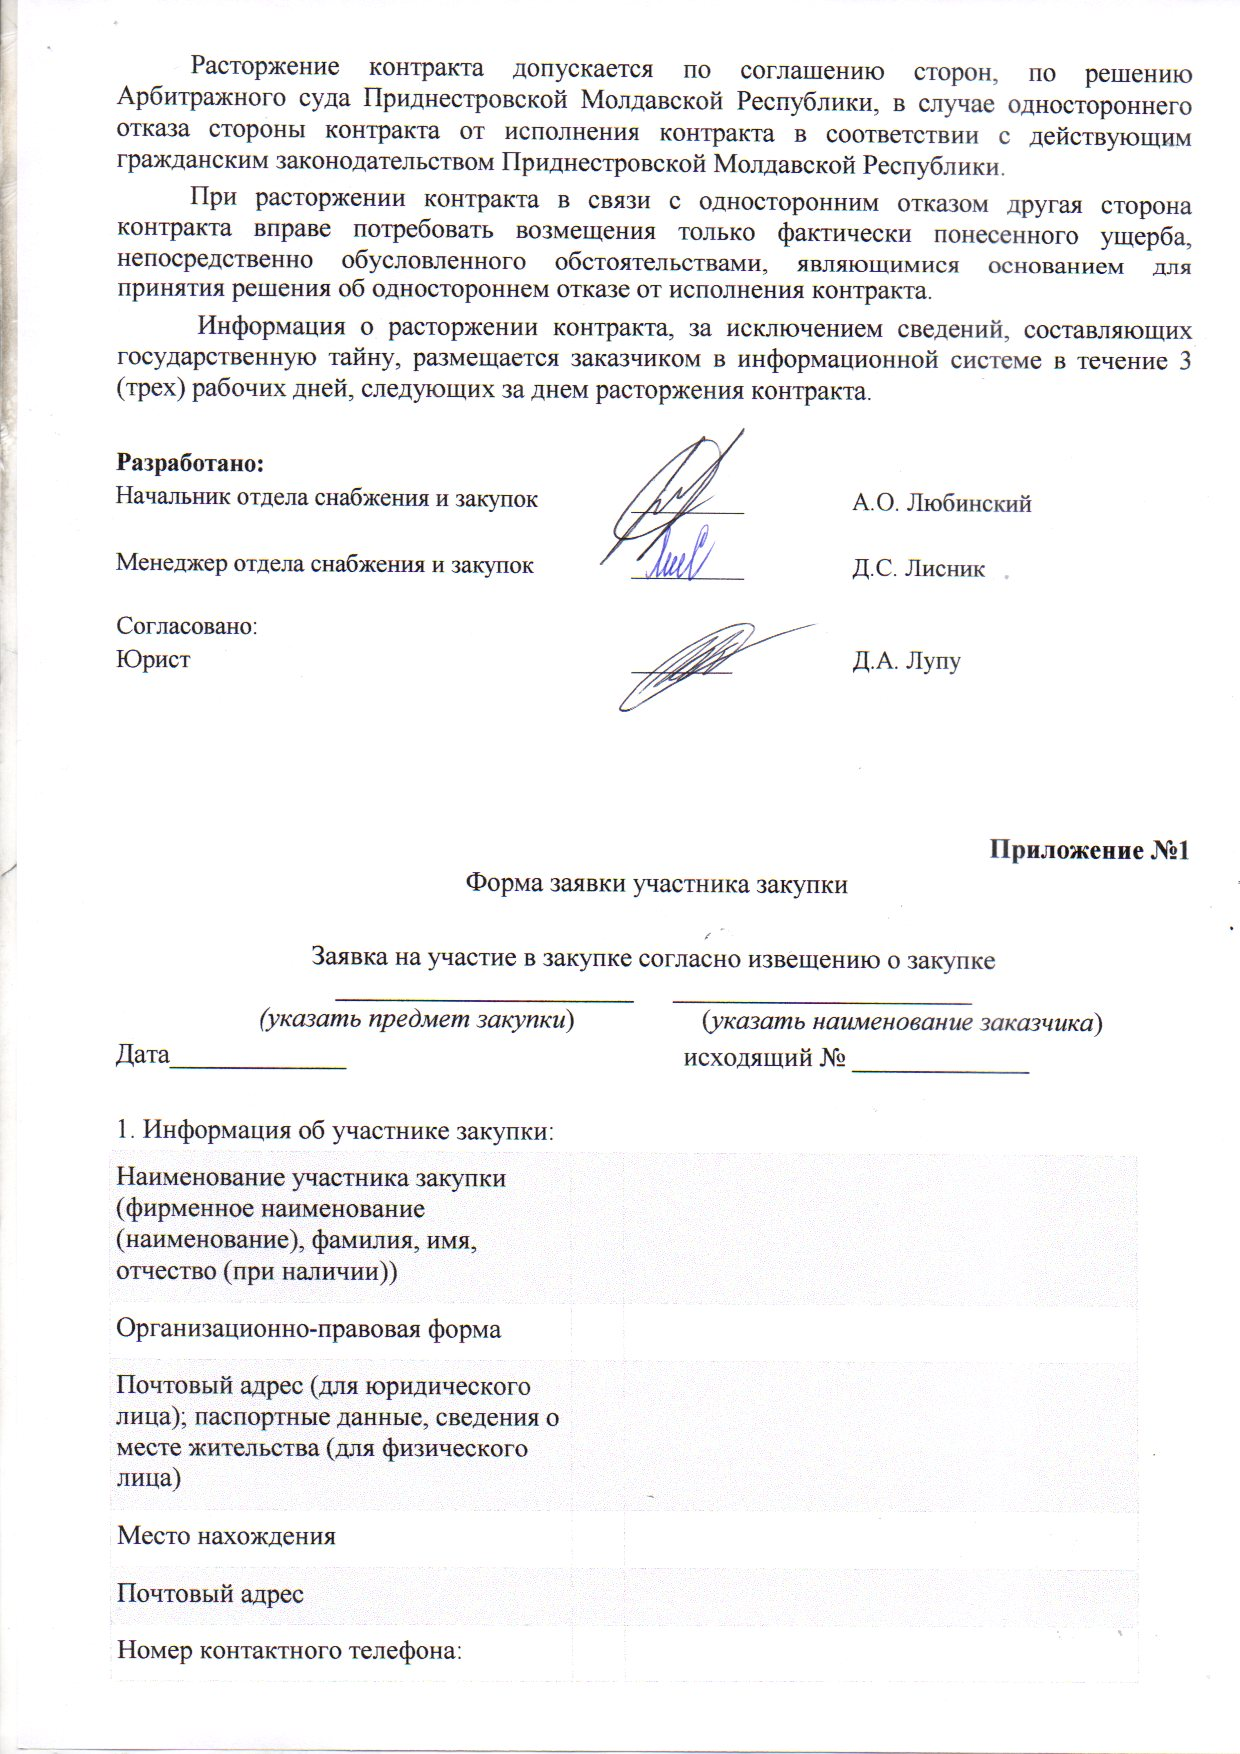 Расторжение контракта допускается по соглашению сторон, по решению
Арбитражного суда Приднестровской Молдавской Республики, в случае одностороннего
отказа стороны контракта от исполнения контракта в соответствии с действующим
гражданским законодательством Приднестровской Молдавской Республики.
При расторжении контракта в связи с односторонним отказом другая сторона
контракта вправе потребовать возмещения только фактически понесенного ущерба,
непосредственно обусловленного обстоятельствами, являющимися основанием для
принятия решения об одностороннем отказе от исполнения контракта.
Информация о расторжении контракта, за исключением сведений, составляющих
государственную тайну, размещается заказчиком в информационной системе в течение 3
(трех) рабочих дней, следующих за днем расторжения контракта.
Разработано:
Начальник отдела снабжения и закупок ________ А.О. Любинский
Менеджер отдела снабжения и закупок ________ Д.С. Лисник
Согласовано:
Юрист ________ Д.А. Лупу
Приложение №1
Форма заявки участника закупки
Заявка на участие в закупке согласно извещению о закупке
______________________ ______________________
(указать предмет закупки) (указать наименование заказчика)
Дата_____________ исходящий № _____________
1. Информация об участнике закупки:
Наименование участника закупки
(фирменное наименование
(наименование), фамилия, имя,
отчество (при наличии))
Организационно-правовая форма
Почтовый адрес (для юридического
лица); паспортные данные, сведения о
месте жительства (для физического
лица)
Место нахождения
Почтовый адрес
Номер контактного телефона: